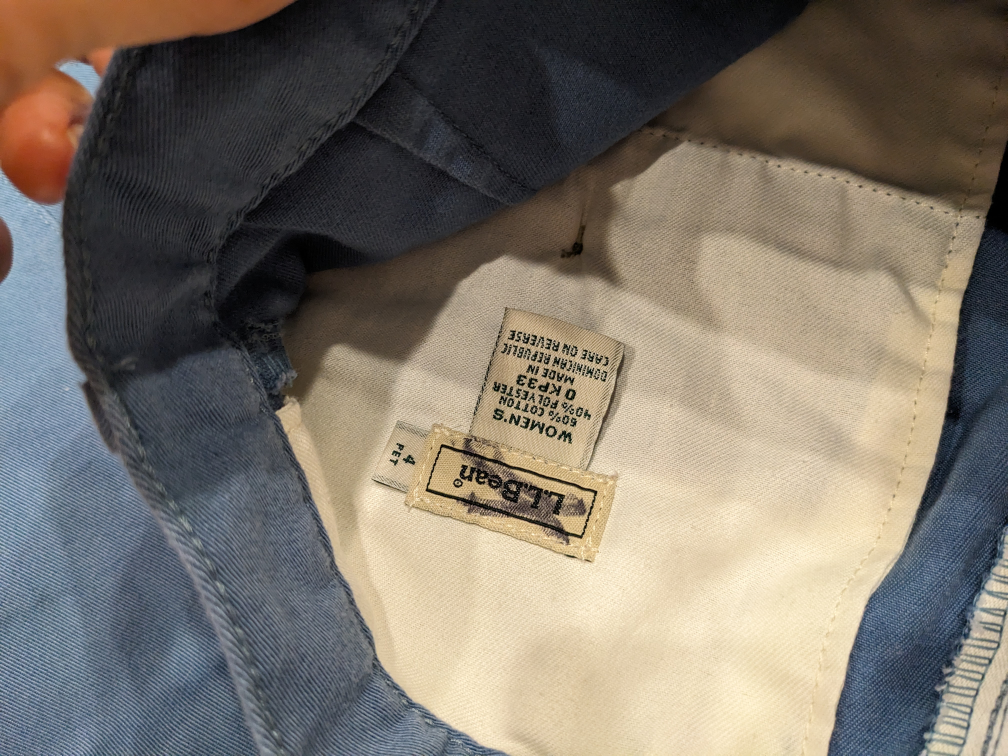 L.L.Bean®
4
PET
WOMEN'S
60% COTTON
40% POLYESTER
0KP33
MADE IN
DOMINICAN REPUBLIC
CARE ON REVERSE